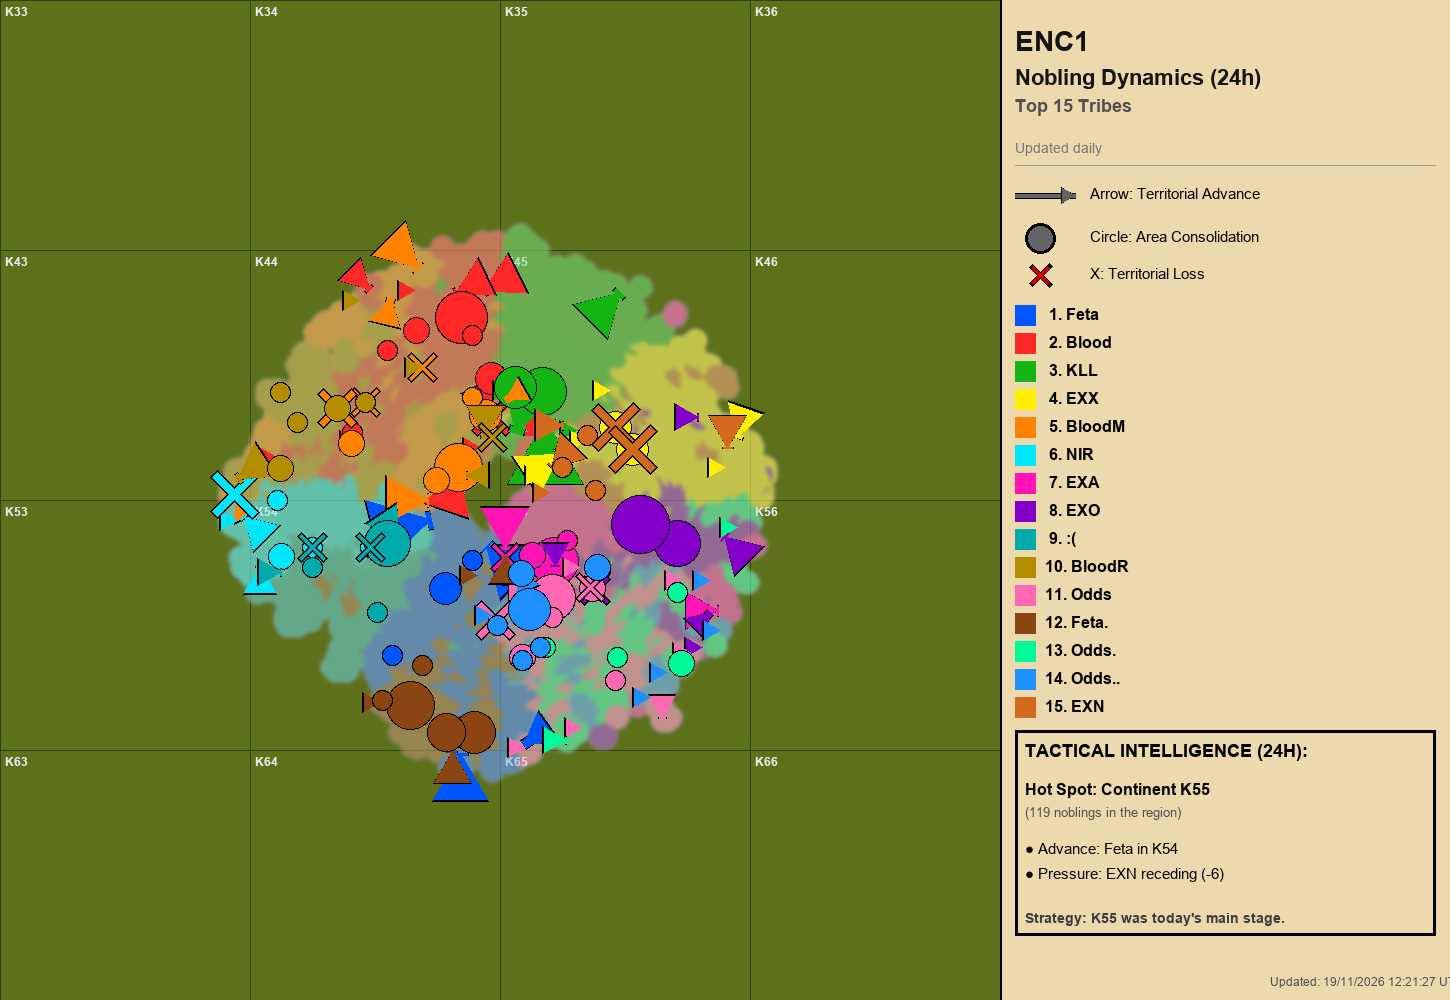 K33
K34
K35
K36
K43
K44
45
K46
K53
K54
K56
K63
K64
K65
K66
ENC1
Nobling Dynamics (24h)
Top 15 Tribes
Updated daily
Arrow: Territorial Advance
Circle: Area Consolidation
X: Territorial Loss
1. Feta
2. Blood
3. KLL
4. EXX
5. BloodM
6. NIR
7. EXA
8. EXO
9. :(
10. BloodR
11. Odds
12. Feta.
13. Odds.
14. Odds..
15. EXN
TACTICAL INTELLIGENCE (24H):
Hot Spot: Continent K55
(119 noblings in the region)
● Advance: Feta in K54
● Pressure: EXN receding (-6)
Strategy: K55 was today's main stage.
Updated: 19/11/2026 12:21:27 U